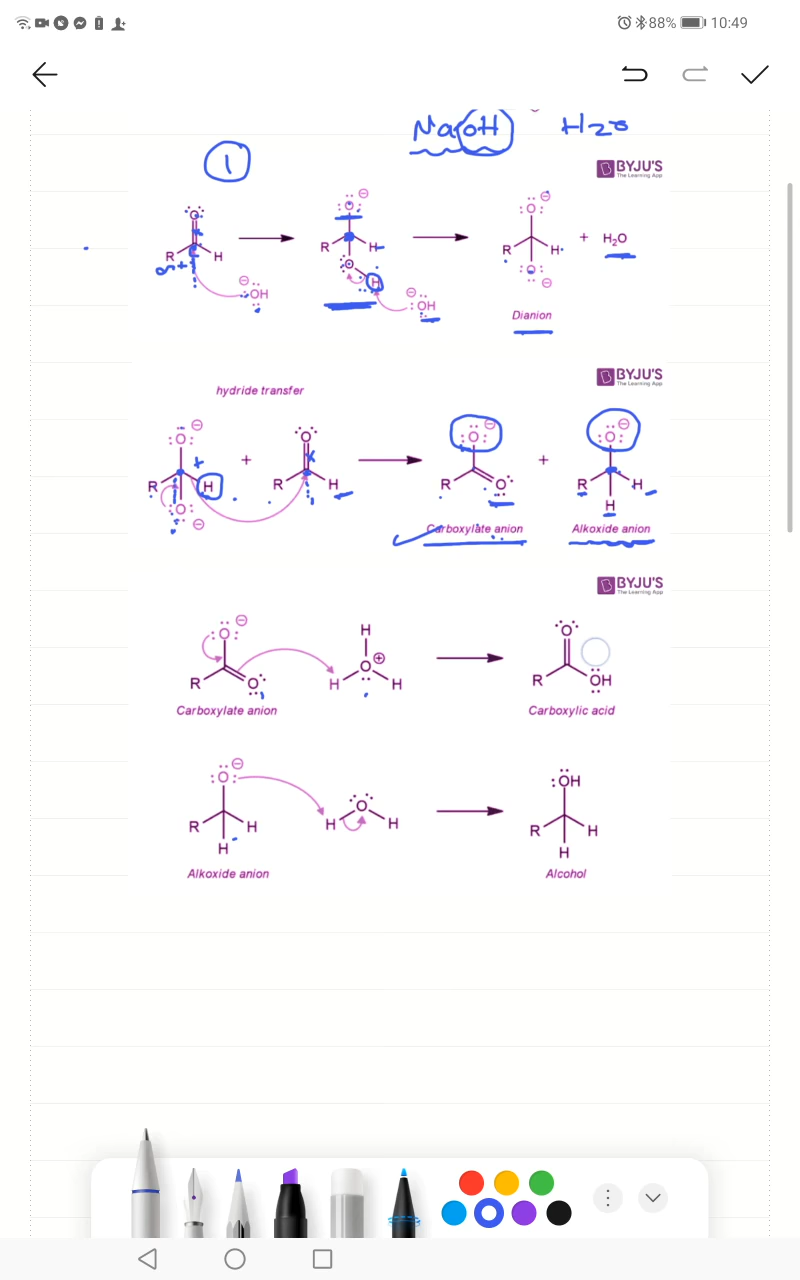 88% 10:49
NaOH H2O
1
BYJU'S
The Learning App
O O ⊖ O ⊖
R H R H R H + H₂O
δ+ O H O ⊖
⊖ OH ⊖ OH
Dianion
BYJU'S
The Learning App
hydride transfer
O ⊖ + O O ⊖ + O ⊖
R H R H R O R H
O ⊖ H
Carboxylate anion Alkoxide anion
BYJU'S
The Learning App
O ⊖ H O
R O H O ⊕ H R OH
Carboxylate anion Carboxylic acid
O ⊖ O OH
R H H H R H
H H
Alkoxide anion Alcohol